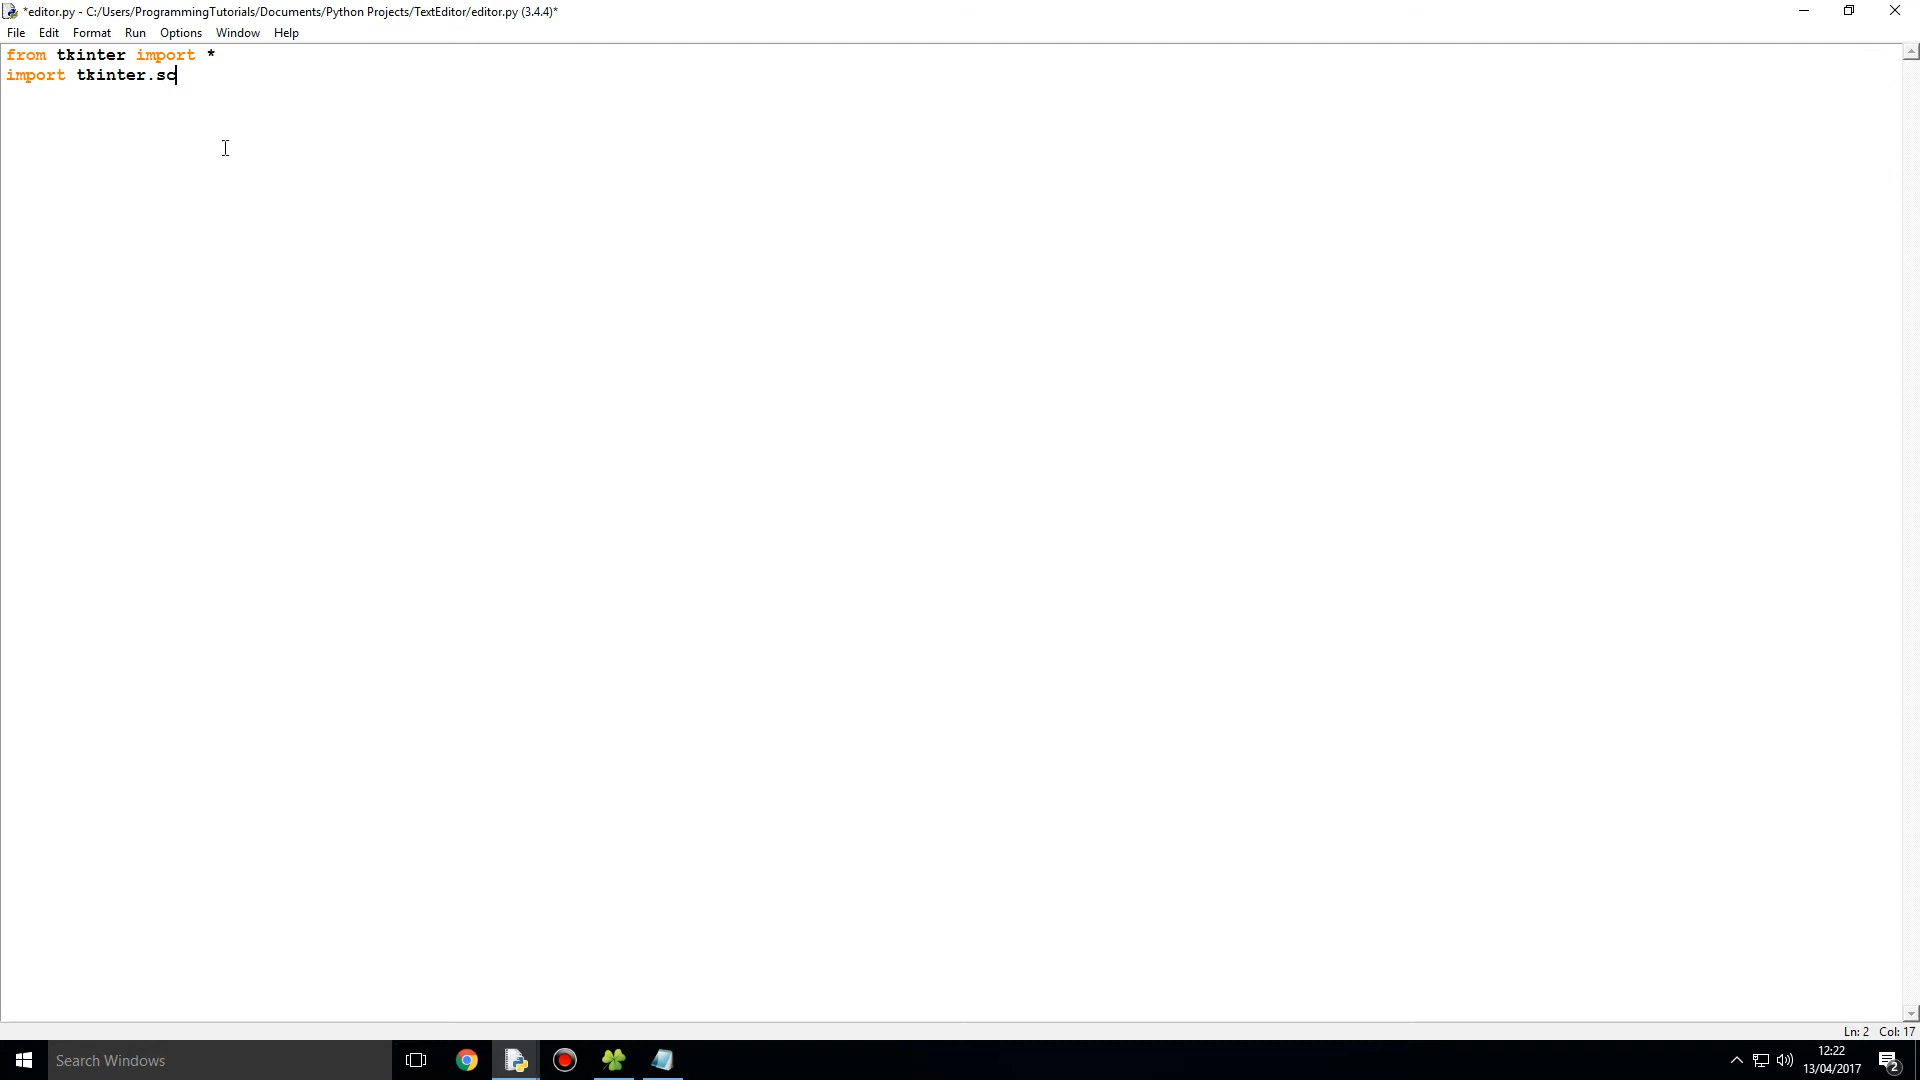 *editor.py - C:/Users/ProgrammingTutorials/Documents/Python Projects/TextEditor/editor.py (3.4.4)*
File Edit Format Run Options Window Help
from tkinter import *
import tkinter.sc
Ln: 2 Col: 17
Search Windows
12:22
13/04/2017
2